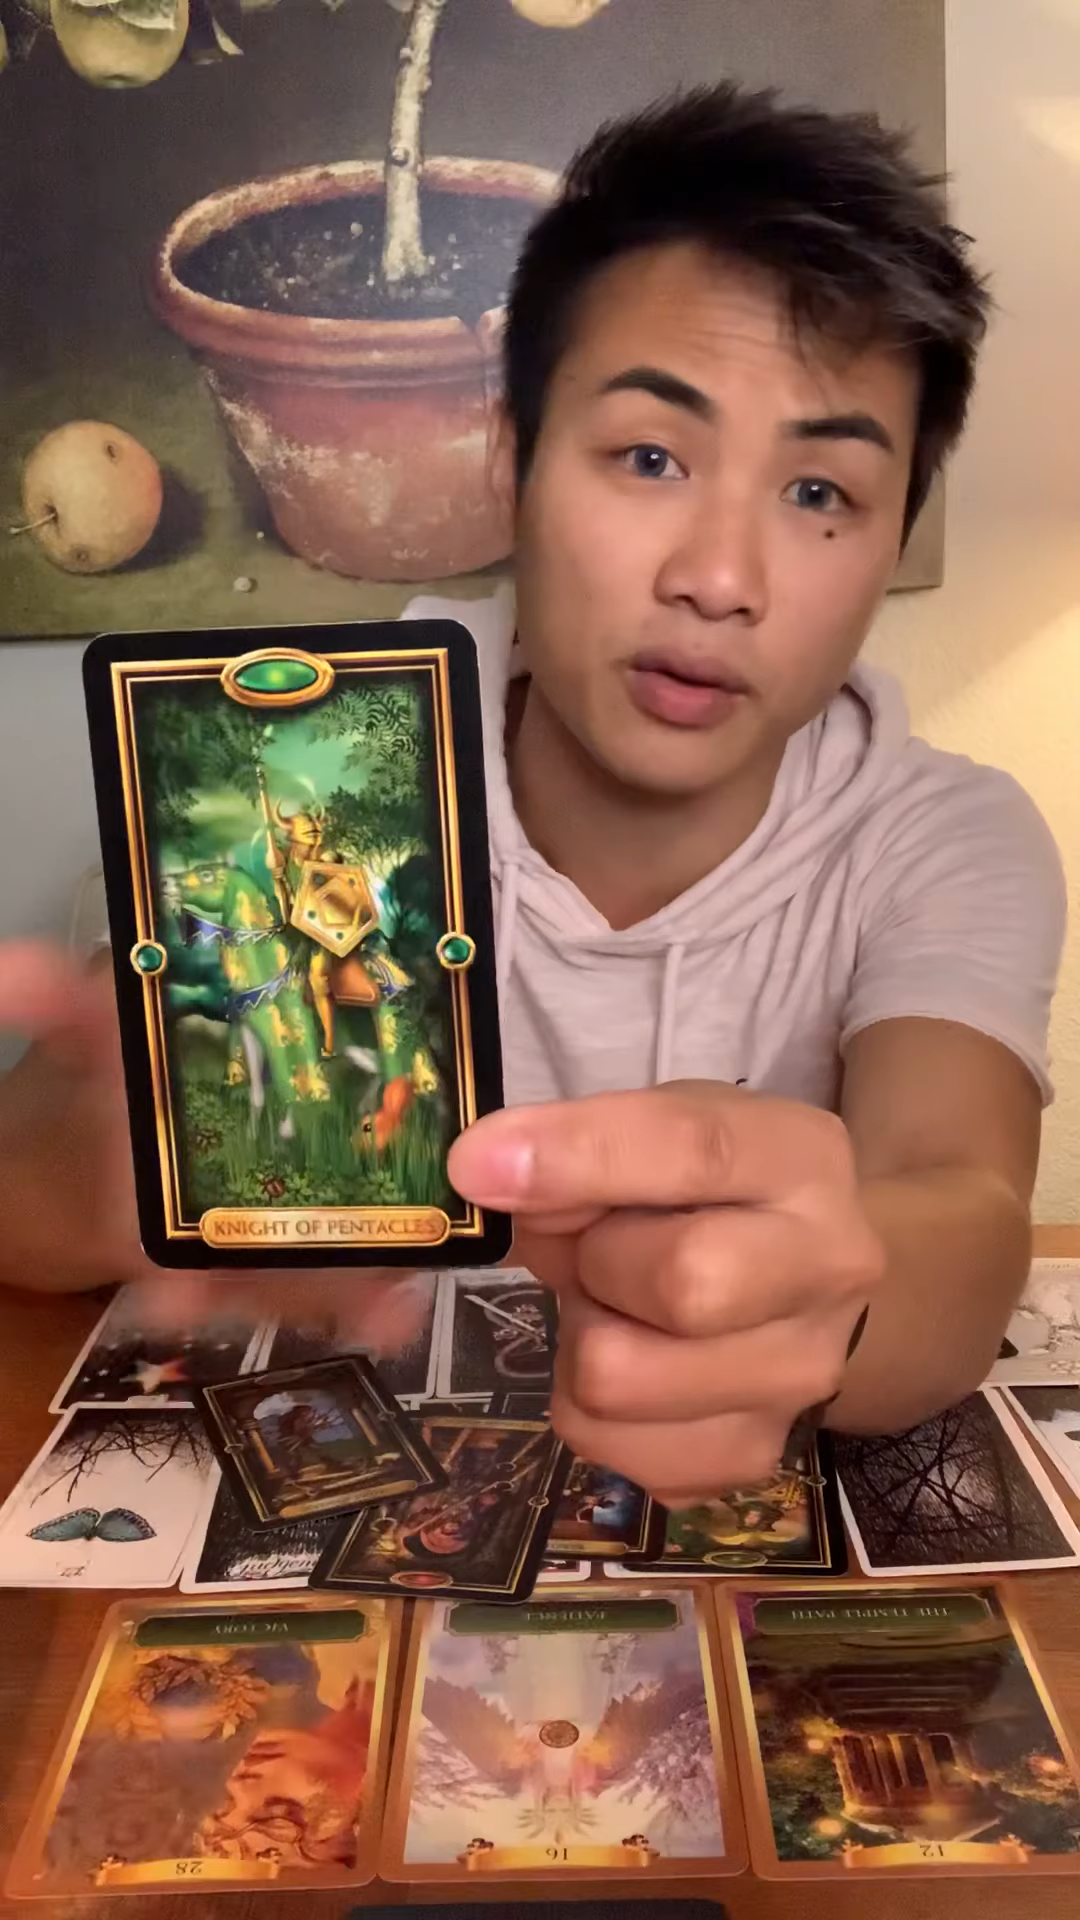 KNIGHT OF PENTACLES
VICTORY
PATIENCE
THE TEMPLE PATH
28
16
12